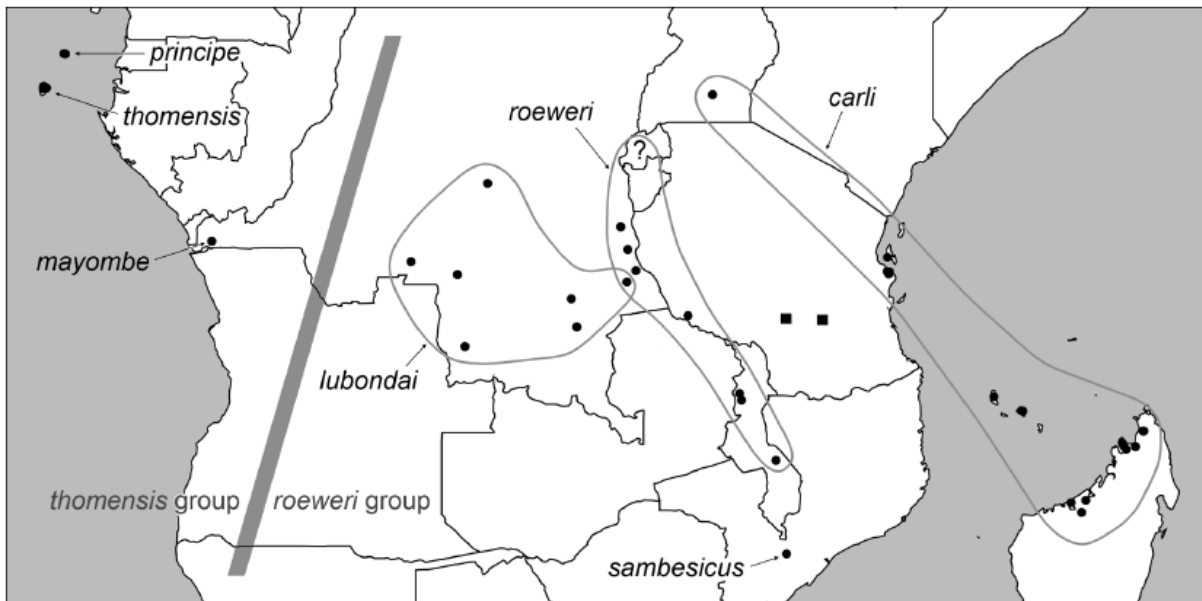 principe
thomensis
roeweri
carli
?
mayombe
lubondai
thomensis group
roeweri group
sambesicus